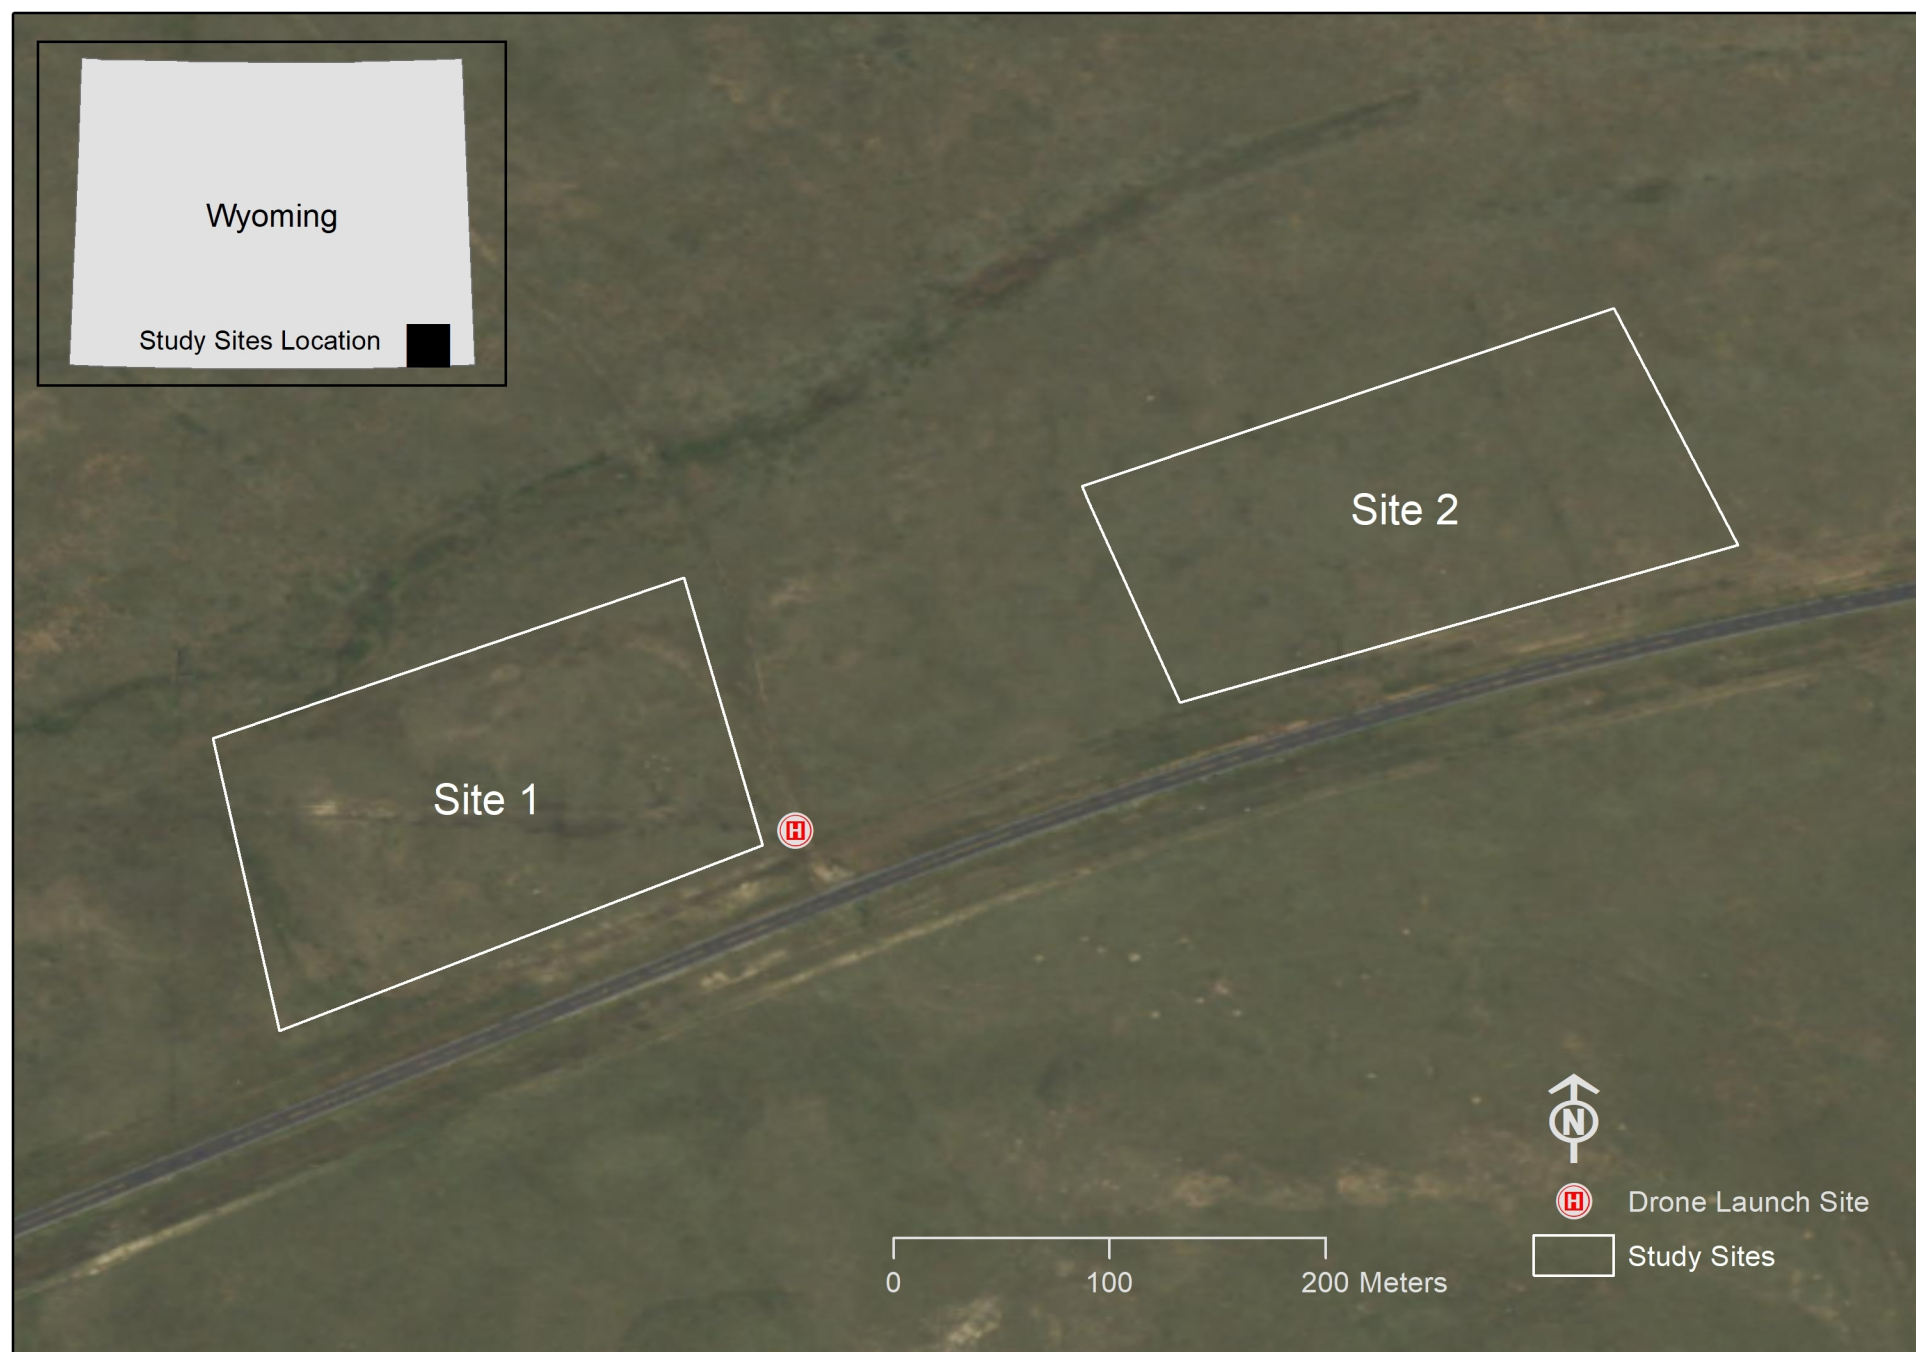 Wyoming
Study Sites Location
Site 2
Site 1
H
N
H Drone Launch Site
Study Sites
0 100 200 Meters